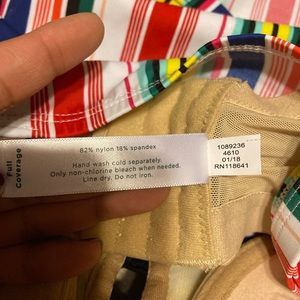 Full
Coverage
82% nylon 18% spandex
Hand wash cold separately.
Only non-chlorine bleach when needed.
Line dry. Do not iron.
1089236
4610
01/18
RN118641